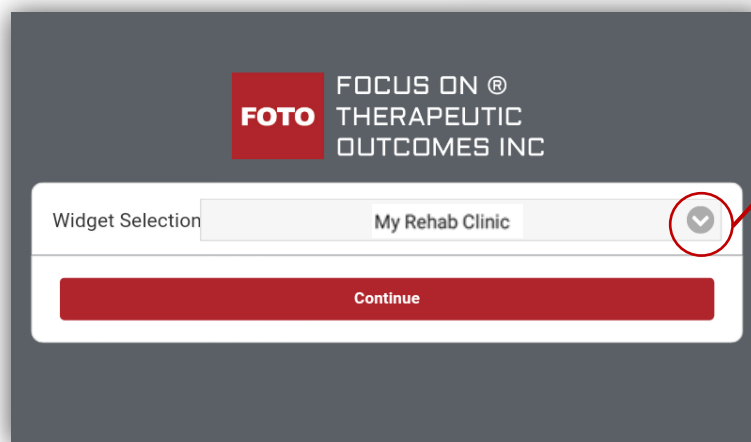 FOTO
FOCUS ON ®
THERAPEUTIC
OUTCOMES INC
Widget Selection
My Rehab Clinic
Continue